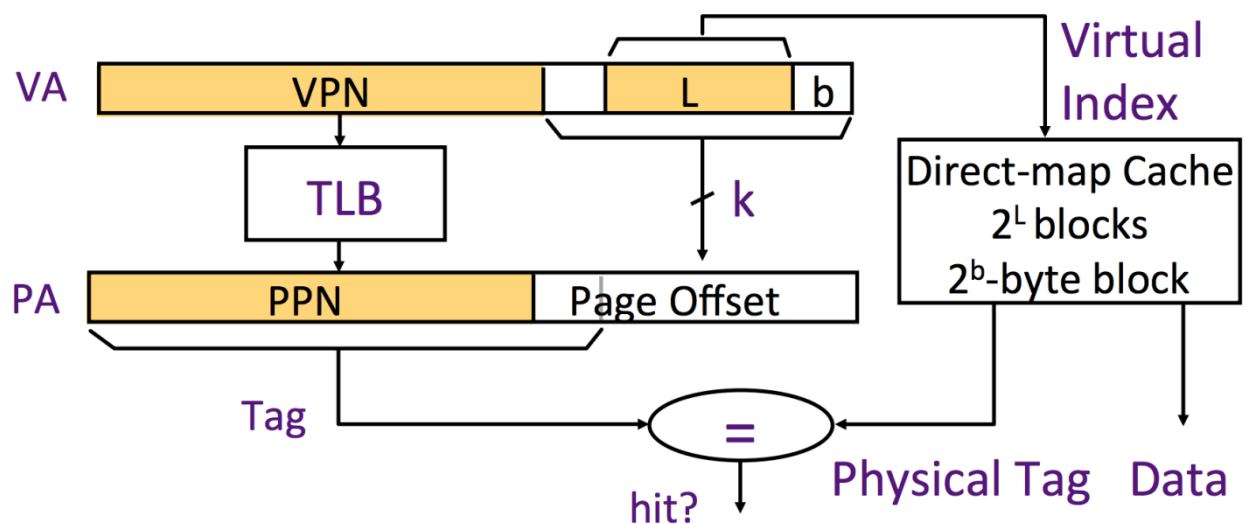 VA
VPN
L
b
Virtual
Index
TLB
k
Direct-map Cache
2ᴸ blocks
2ᵇ-byte block
PA
PPN
Page Offset
Tag
=
hit?
Physical Tag
Data